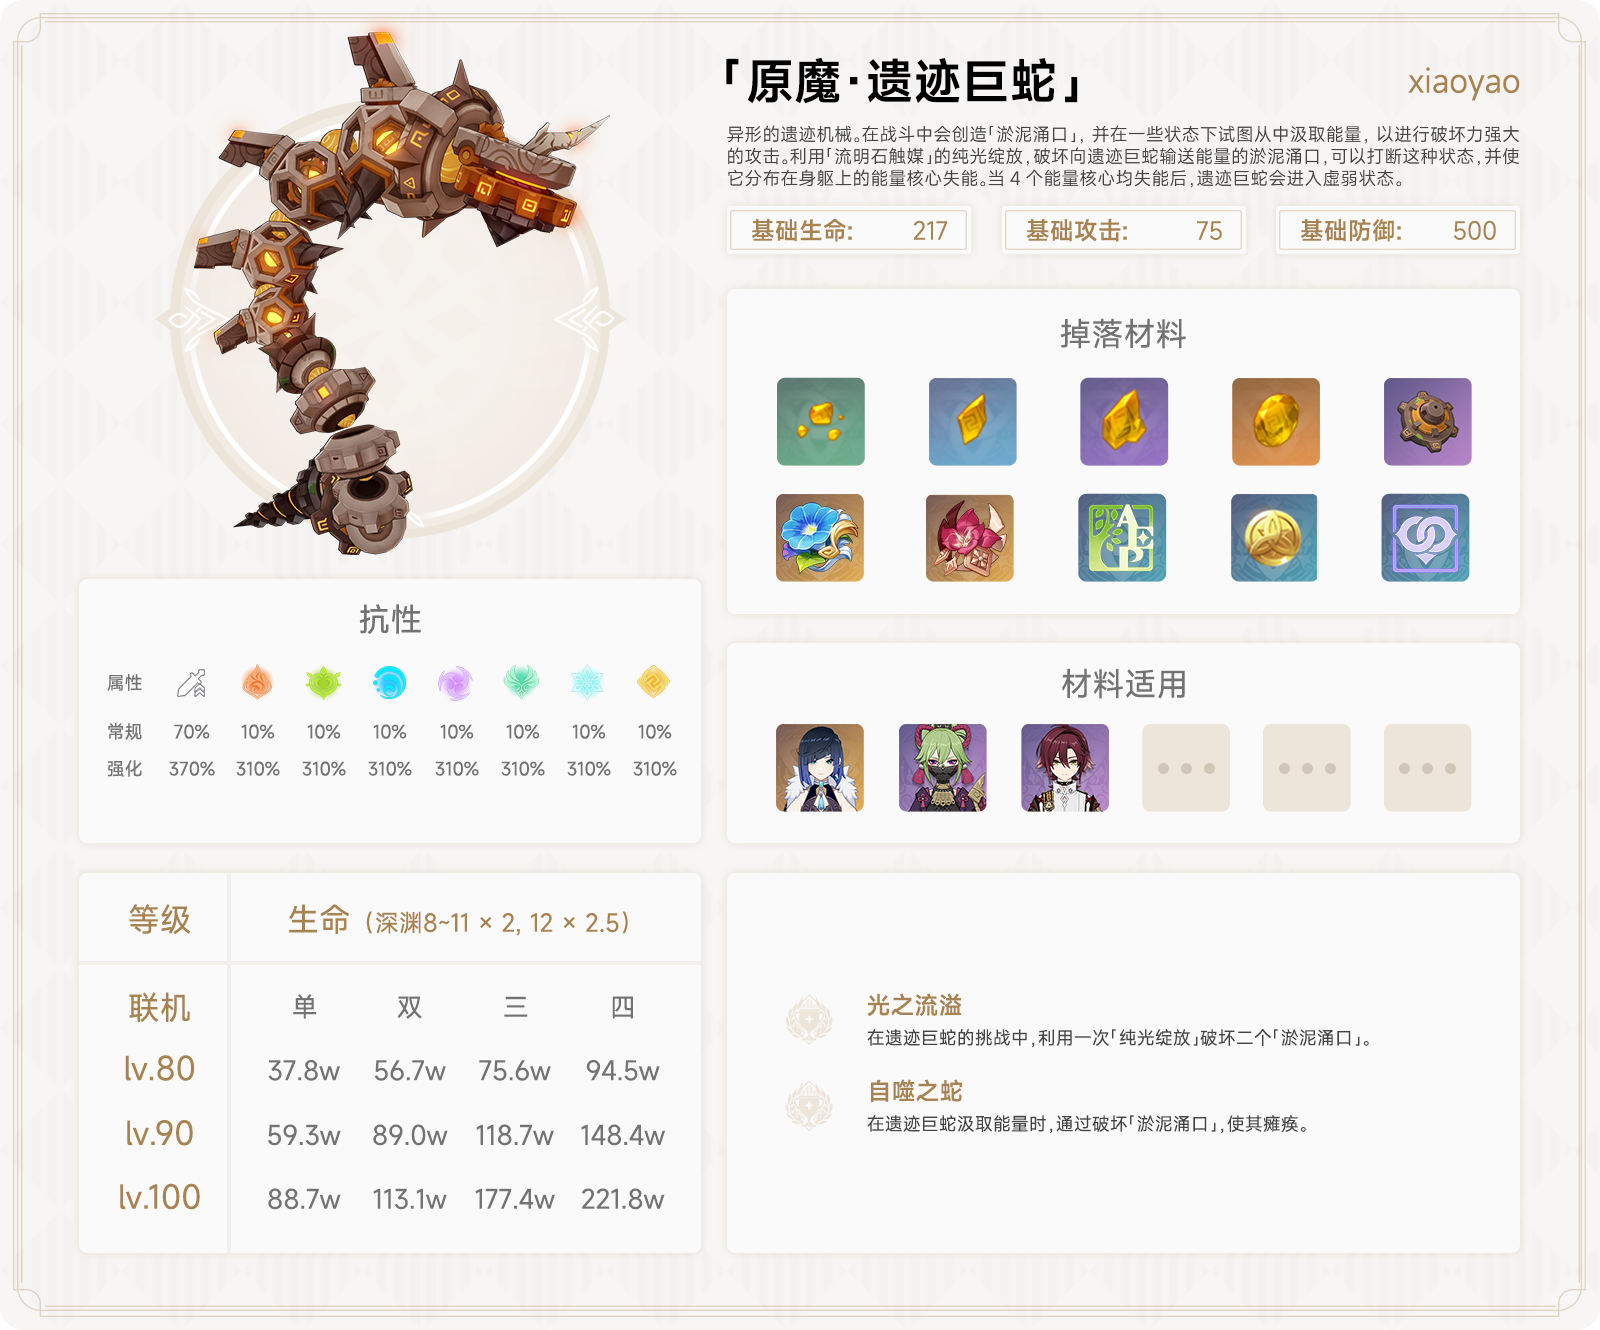 「原魔·遗迹巨蛇」
xiaoyao
异形的遗迹机械。在战斗中会创造「淤泥涌口」, 并在一些状态下试图从中汲取能量, 以进行破坏力强大
的攻击。利用「流明石触媒」的纯光绽放,破坏向遗迹巨蛇输送能量的淤泥涌口,可以打断这种状态,并使
它分布在身躯上的能量核心失能。当 4 个能量核心均失能后,遗迹巨蛇会进入虚弱状态。
基础生命: 217
基础攻击: 75
基础防御: 500
掉落材料
AEP
抗性
属性
常规 70% 10% 10% 10% 10% 10% 10% 10%
强化 370% 310% 310% 310% 310% 310% 310% 310%
材料适用
等级 生命 (深渊8~11 × 2, 12 × 2.5)
联机 单 双 三 四
lv.80 37.8w 56.7w 75.6w 94.5w
lv.90 59.3w 89.0w 118.7w 148.4w
lv.100 88.7w 113.1w 177.4w 221.8w
光之流溢
在遗迹巨蛇的挑战中,利用一次「纯光绽放」破坏二个「淤泥涌口」。
自噬之蛇
在遗迹巨蛇汲取能量时,通过破坏「淤泥涌口」,使其瘫痪。